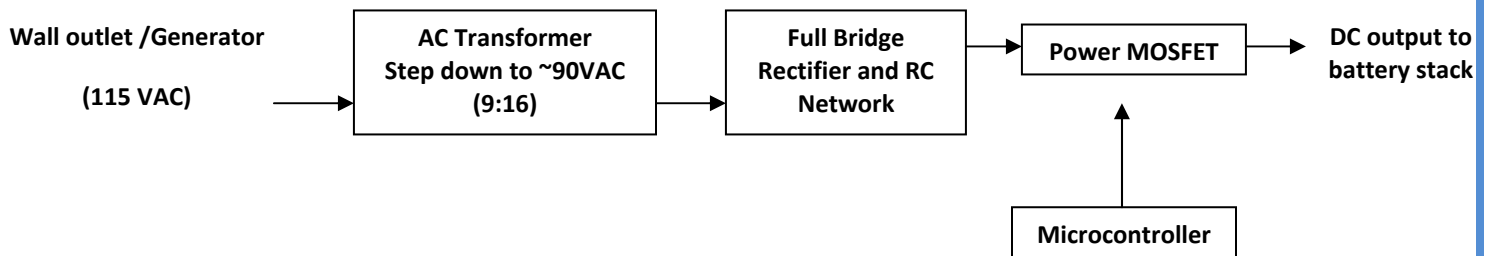 Wall outlet /Generator
(115 VAC)
AC Transformer
Step down to ~90VAC
(9:16)
Full Bridge
Rectifier and RC
Network
Power MOSFET
DC output to
battery stack
Microcontroller